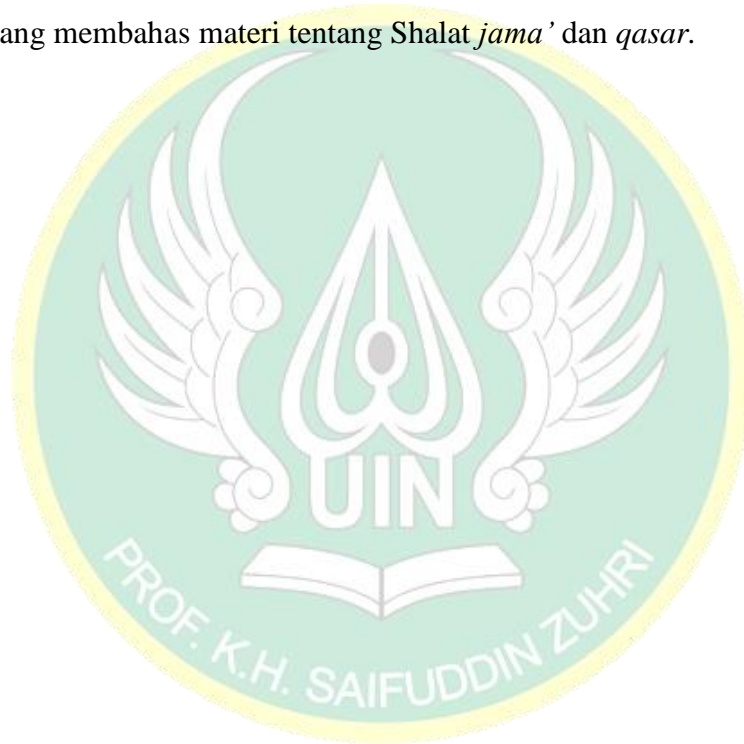 ang membahas materi tentang Shalat jama’ dan qasar.
UIN
PROF. K.H. SAIFUDDIN ZUHRI